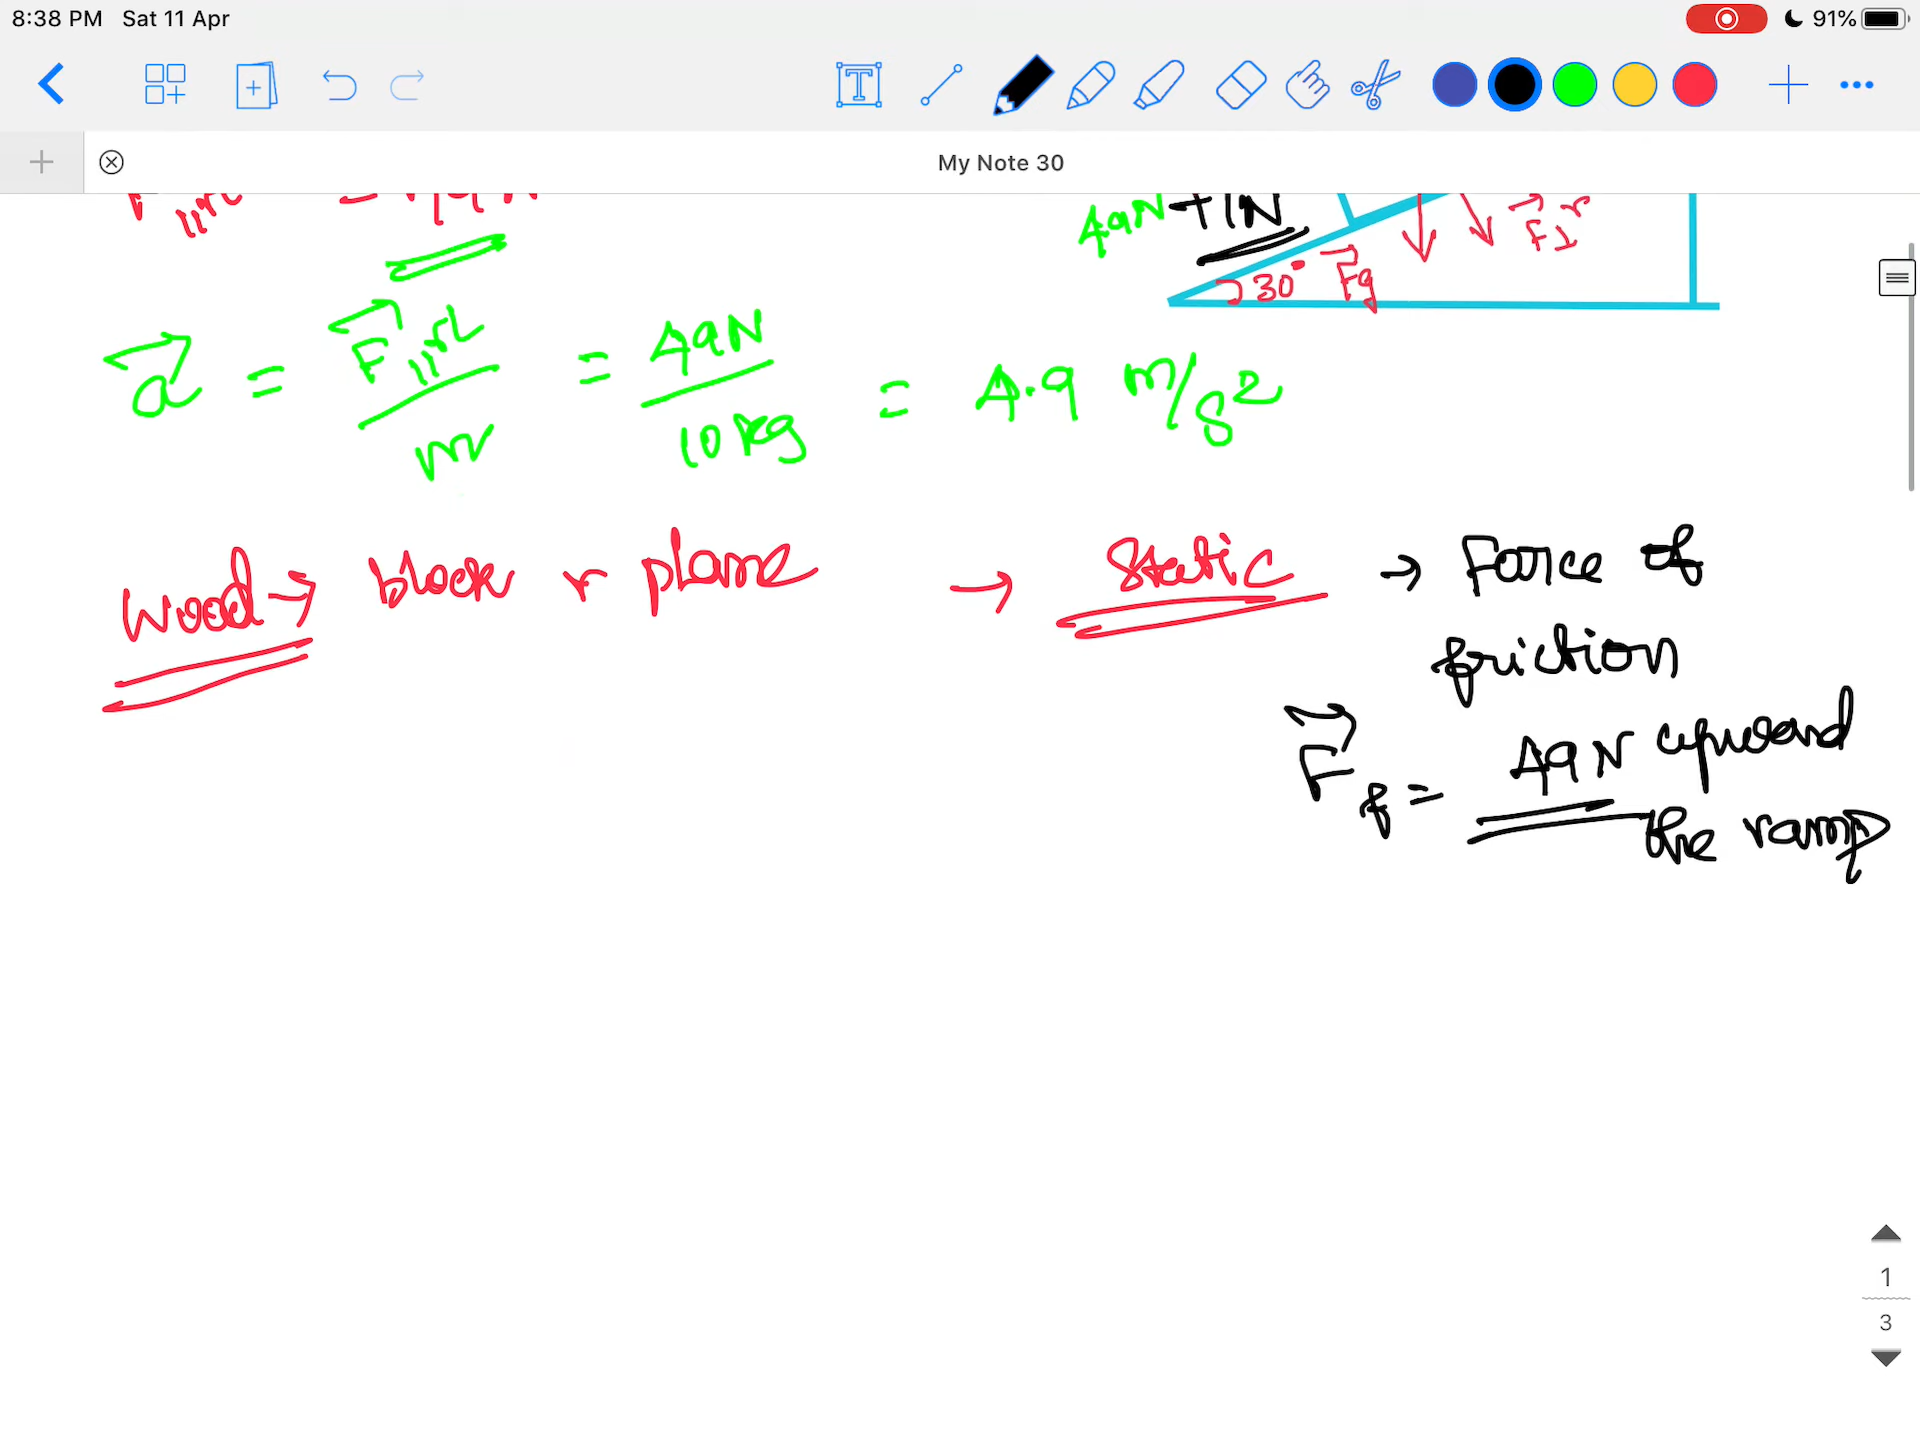 8:38 PM Sat 11 Apr
91%
T
My Note 30
F||r = 49N
49N +1N
F⊥r
30° Fg
a = F||r / m = 49N / 10 kg = 4.9 m/s²
Wood → block r plane → Static → Force of
friction
Ff = 49 N upward
the ramp
1
3